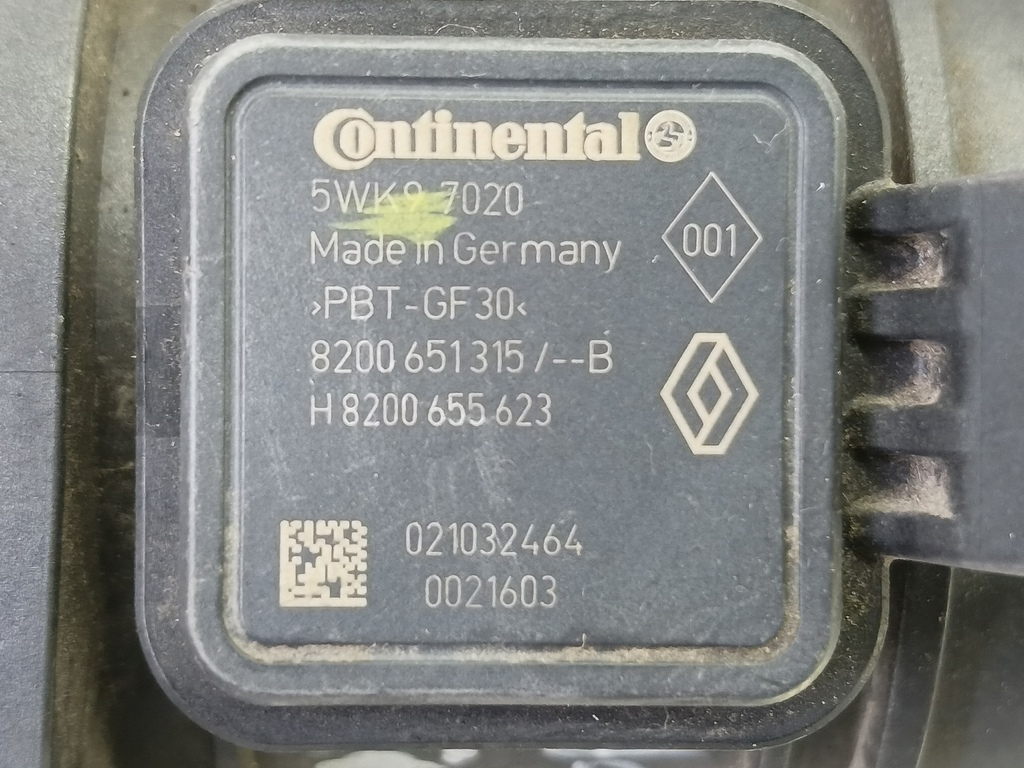 Continental
5WK9 7020
Made in Germany
001
›PBT-GF30‹
8200 651 315 /--B
H 8200 655 623
021032464
0021603